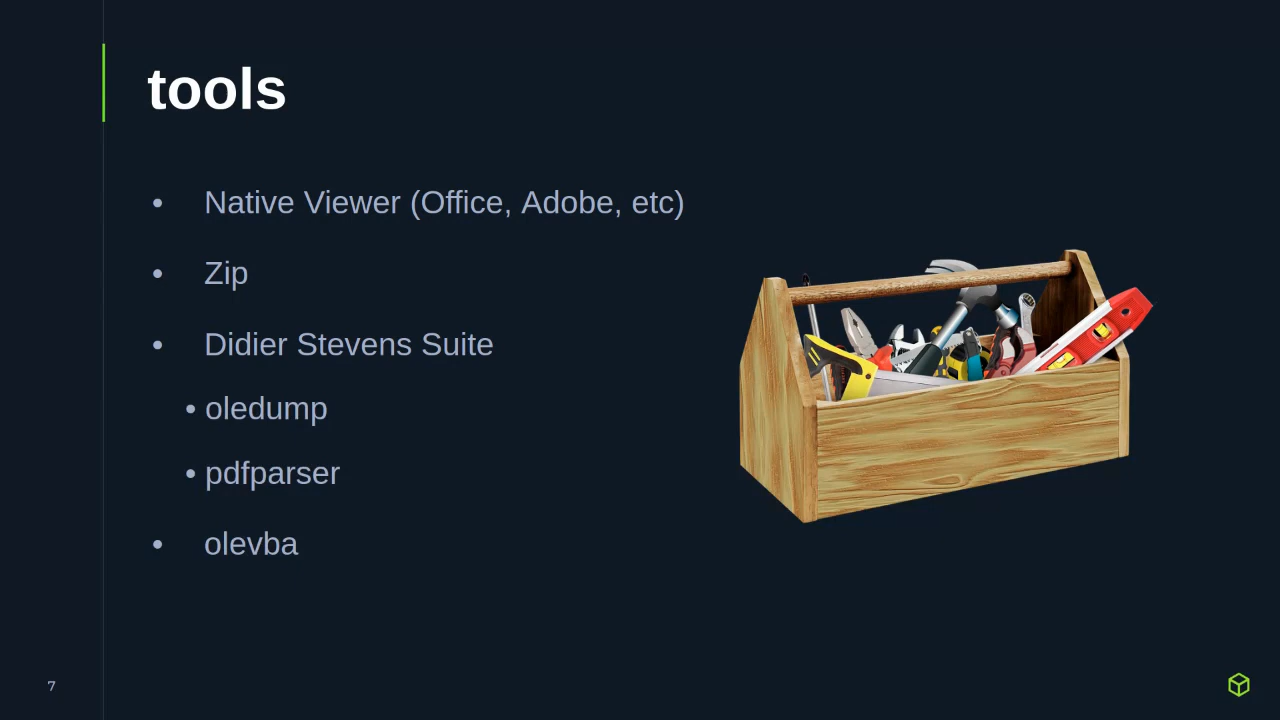 tools
• Native Viewer (Office, Adobe, etc)
• Zip
• Didier Stevens Suite
• oledump
• pdfparser
• olevba
7